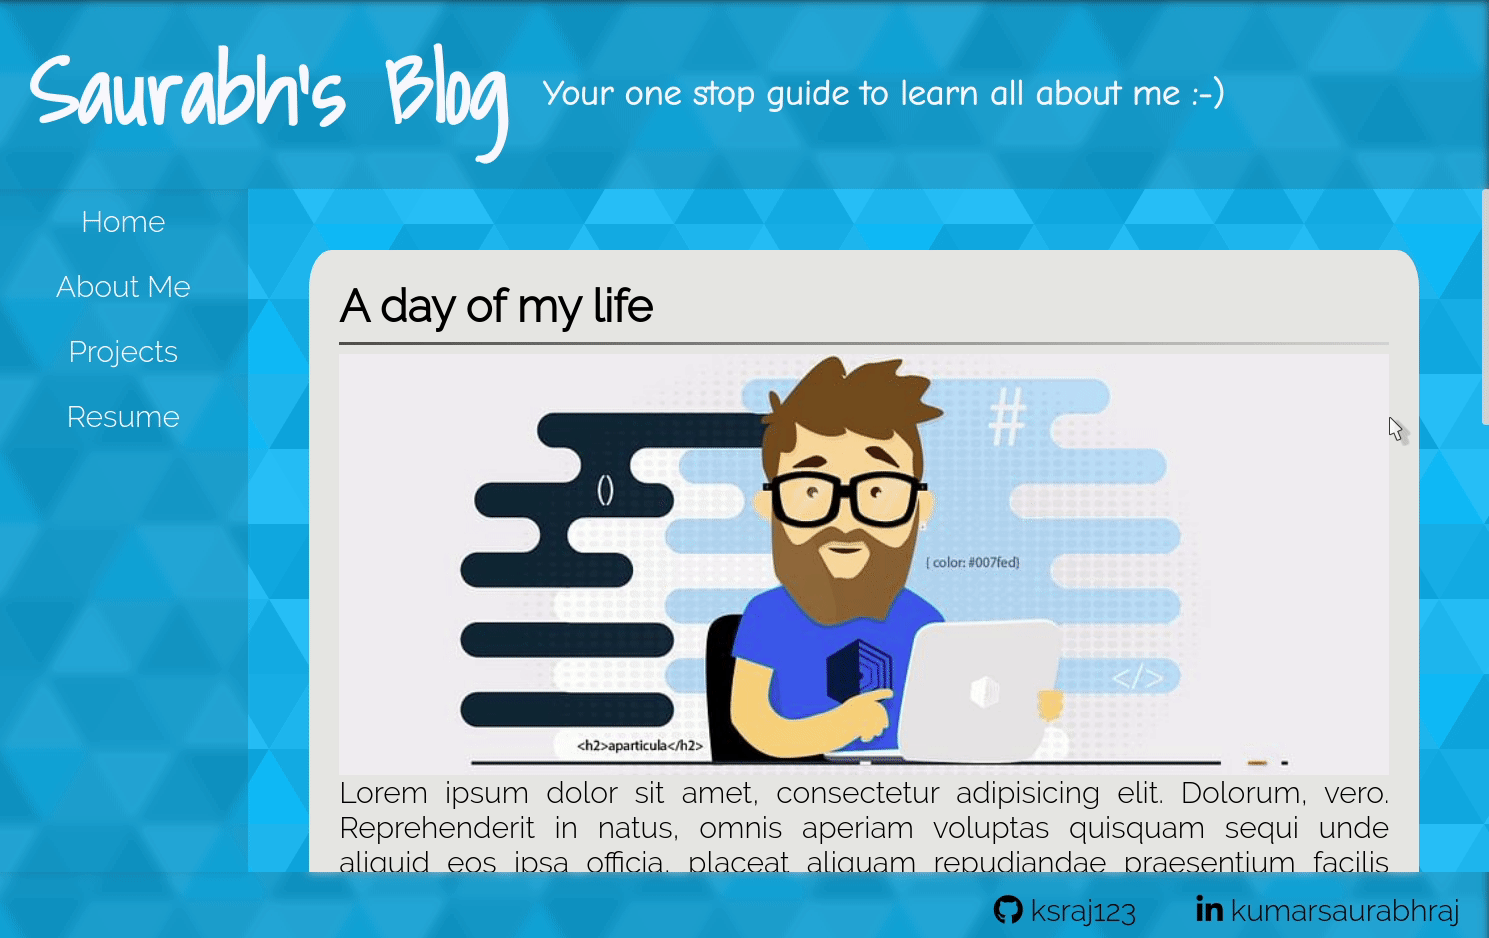 Saurabh's Blog
Your one stop guide to learn all about me :-)
Home
About Me
Projects
Resume
A day of my life
#
()
{ color: #007fed}
</>
<h2>aparticula</h2>
Lorem ipsum dolor sit amet, consectetur adipisicing elit. Dolorum, vero.
Reprehenderit in natus, omnis aperiam voluptas quisquam sequi unde
aliquid eos ipsa officia, placeat aliquam repudiandae praesentium facilis
ksraj123
in kumarsaurabhraj